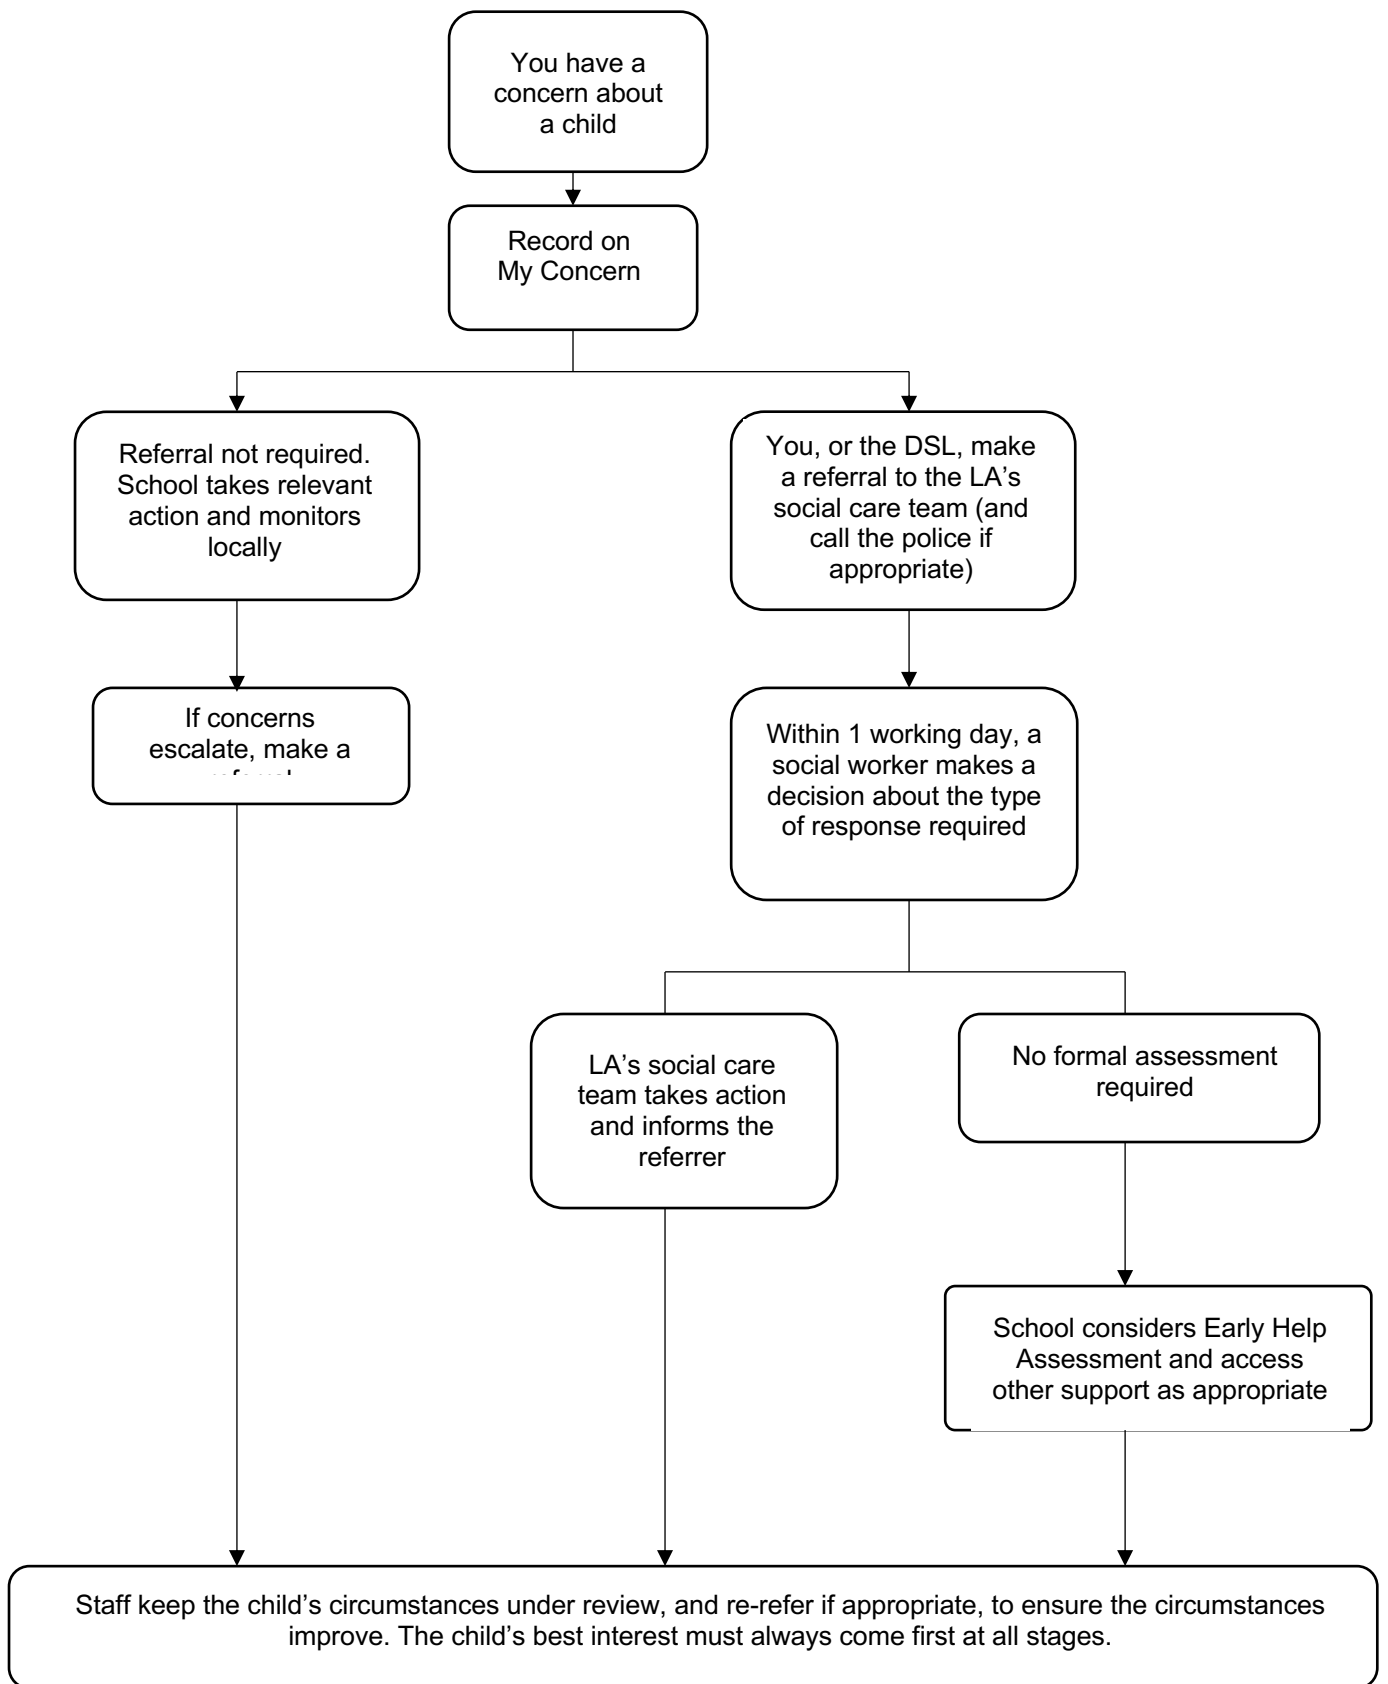 You have a
concern about
a child
Record on
My Concern
Referral not required.
School takes relevant
action and monitors
locally
You, or the DSL, make
a referral to the LA's
social care team (and
call the police if
appropriate)
If concerns
escalate, make a
Within 1 working day, a
social worker makes a
decision about the type
of response required
LA's social care
team takes action
and informs the
referrer
No formal assessment
required
School considers Early Help
Assessment and access
other support as appropriate
Staff keep the child's circumstances under review, and re-refer if appropriate, to ensure the circumstances
improve. The child's best interest must always come first at all stages.